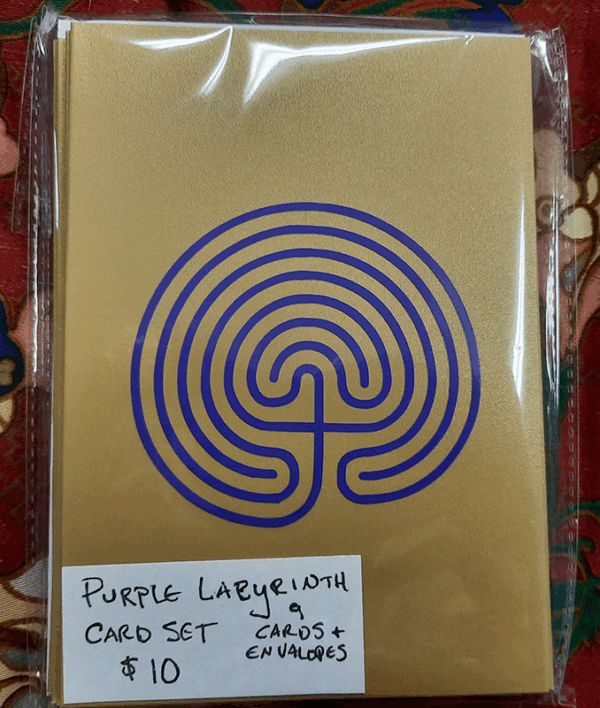 PURPLE LABYRINTH
CARD SET
$10
9
CARDS +
ENVALOPES